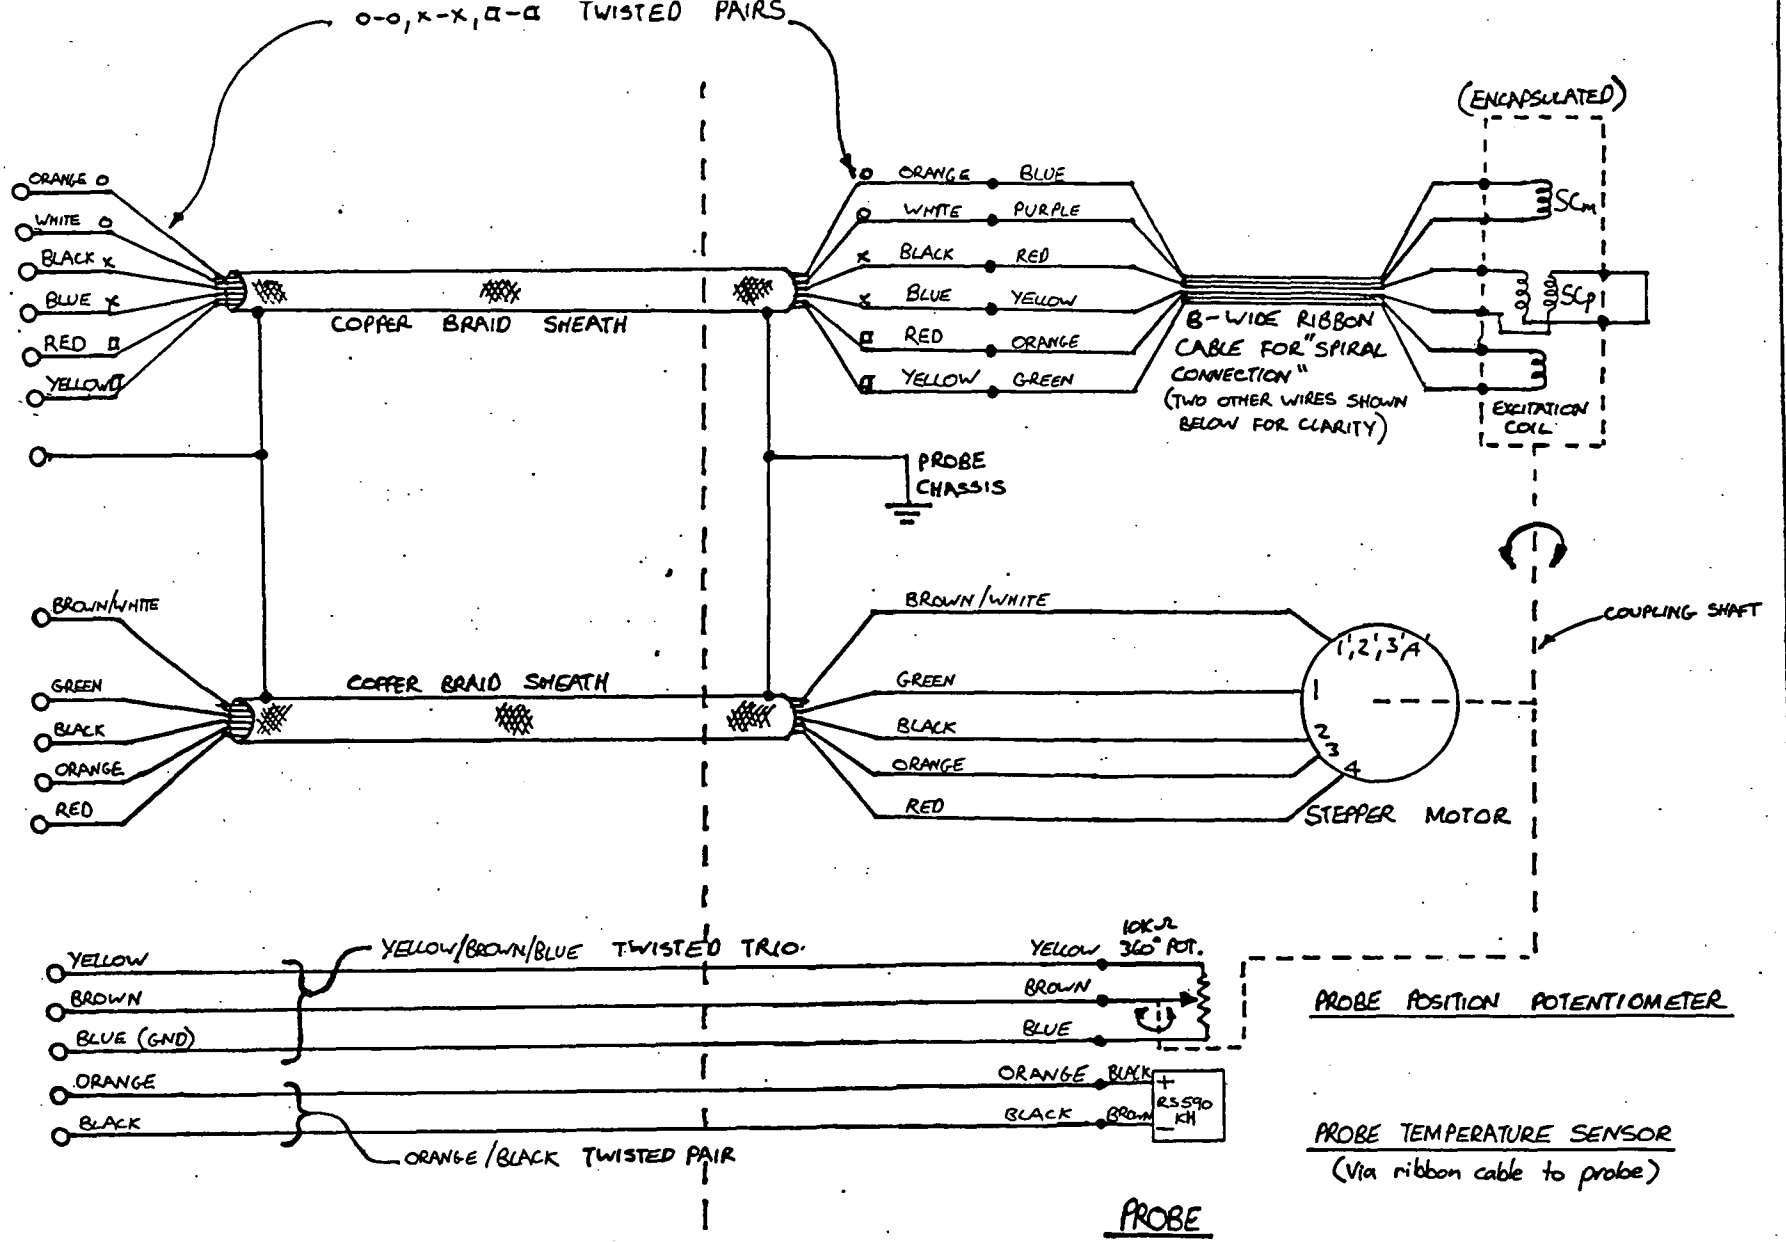 o-o, x-x, ¤-¤ TWISTED PAIRS
(ENCAPSULATED)
ORANGE o
WHITE o
BLACK x
BLUE x
RED ¤
YELLOW ¤
COPPER BRAID SHEATH
o ORANGE BLUE
o WHITE PURPLE
x BLACK RED
x BLUE YELLOW
¤ RED ORANGE
¤ YELLOW GREEN
8-WIDE RIBBON
CABLE FOR "SPIRAL
CONNECTION"
(TWO OTHER WIRES SHOWN
BELOW FOR CLARITY)
SCm
SCp
EXCITATION
COIL
PROBE
CHASSIS
COUPLING SHAFT
BROWN/WHITE
GREEN
BLACK
ORANGE
RED
COPPER BRAID SHEATH
BROWN/WHITE
GREEN
BLACK
ORANGE
RED
1',2',3',4'
1
2
3
4
STEPPER MOTOR
YELLOW
BROWN
BLUE (GND)
ORANGE
BLACK
YELLOW/BROWN/BLUE TWISTED TRIO.
ORANGE/BLACK TWISTED PAIR
10KΩ
YELLOW 360° POT.
BROWN
BLUE
ORANGE BLACK +
RS590
KH
BLACK BROWN -
PROBE POSITION POTENTIOMETER
PROBE TEMPERATURE SENSOR
(Via ribbon cable to probe)
PROBE